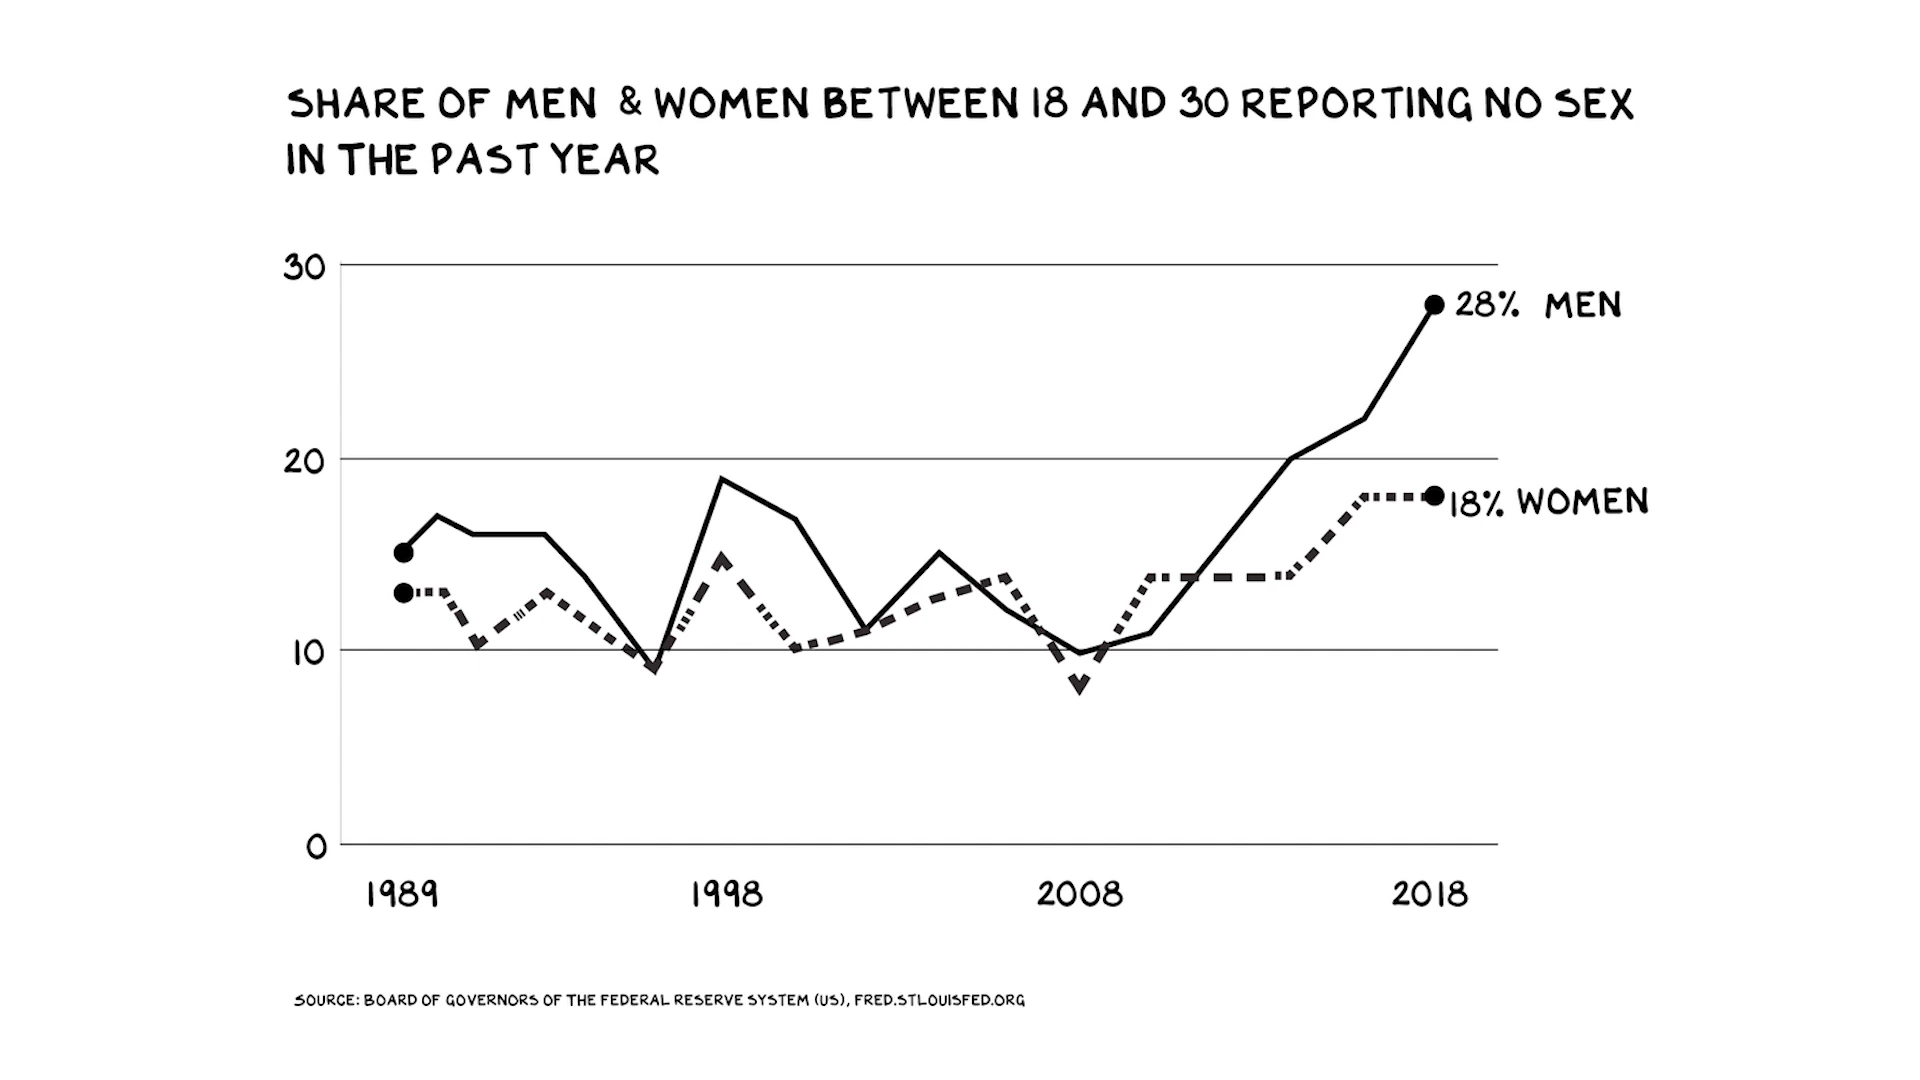 SHARE OF MEN & WOMEN BETWEEN 18 AND 30 REPORTING NO SEX
IN THE PAST YEAR
30
28% MEN
20
18% WOMEN
10
0
1989 1998 2008 2018
SOURCE: BOARD OF GOVERNORS OF THE FEDERAL RESERVE SYSTEM (US), FRED.STLOUISFED.ORG